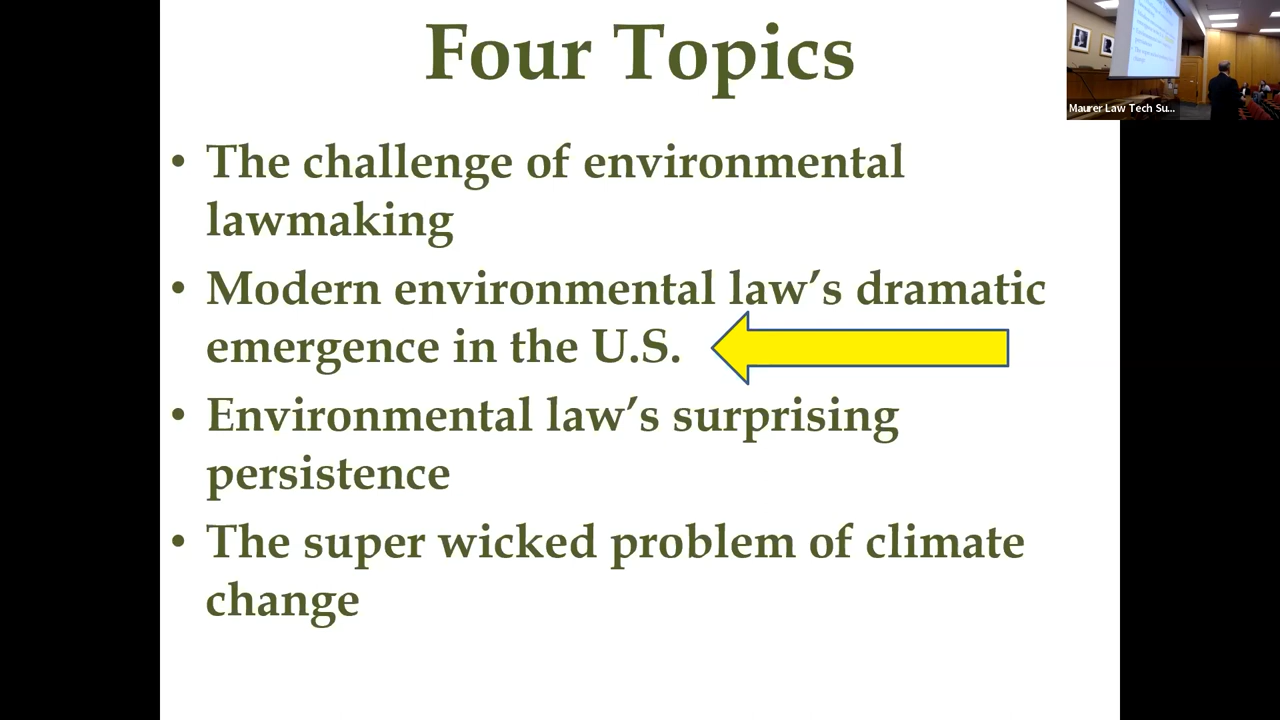 Four Topics
• The challenge of environmental
lawmaking
• Modern environmental law’s dramatic
emergence in the U.S.
• Environmental law’s surprising
persistence
• The super wicked problem of climate
change
Maurer Law Tech Su...